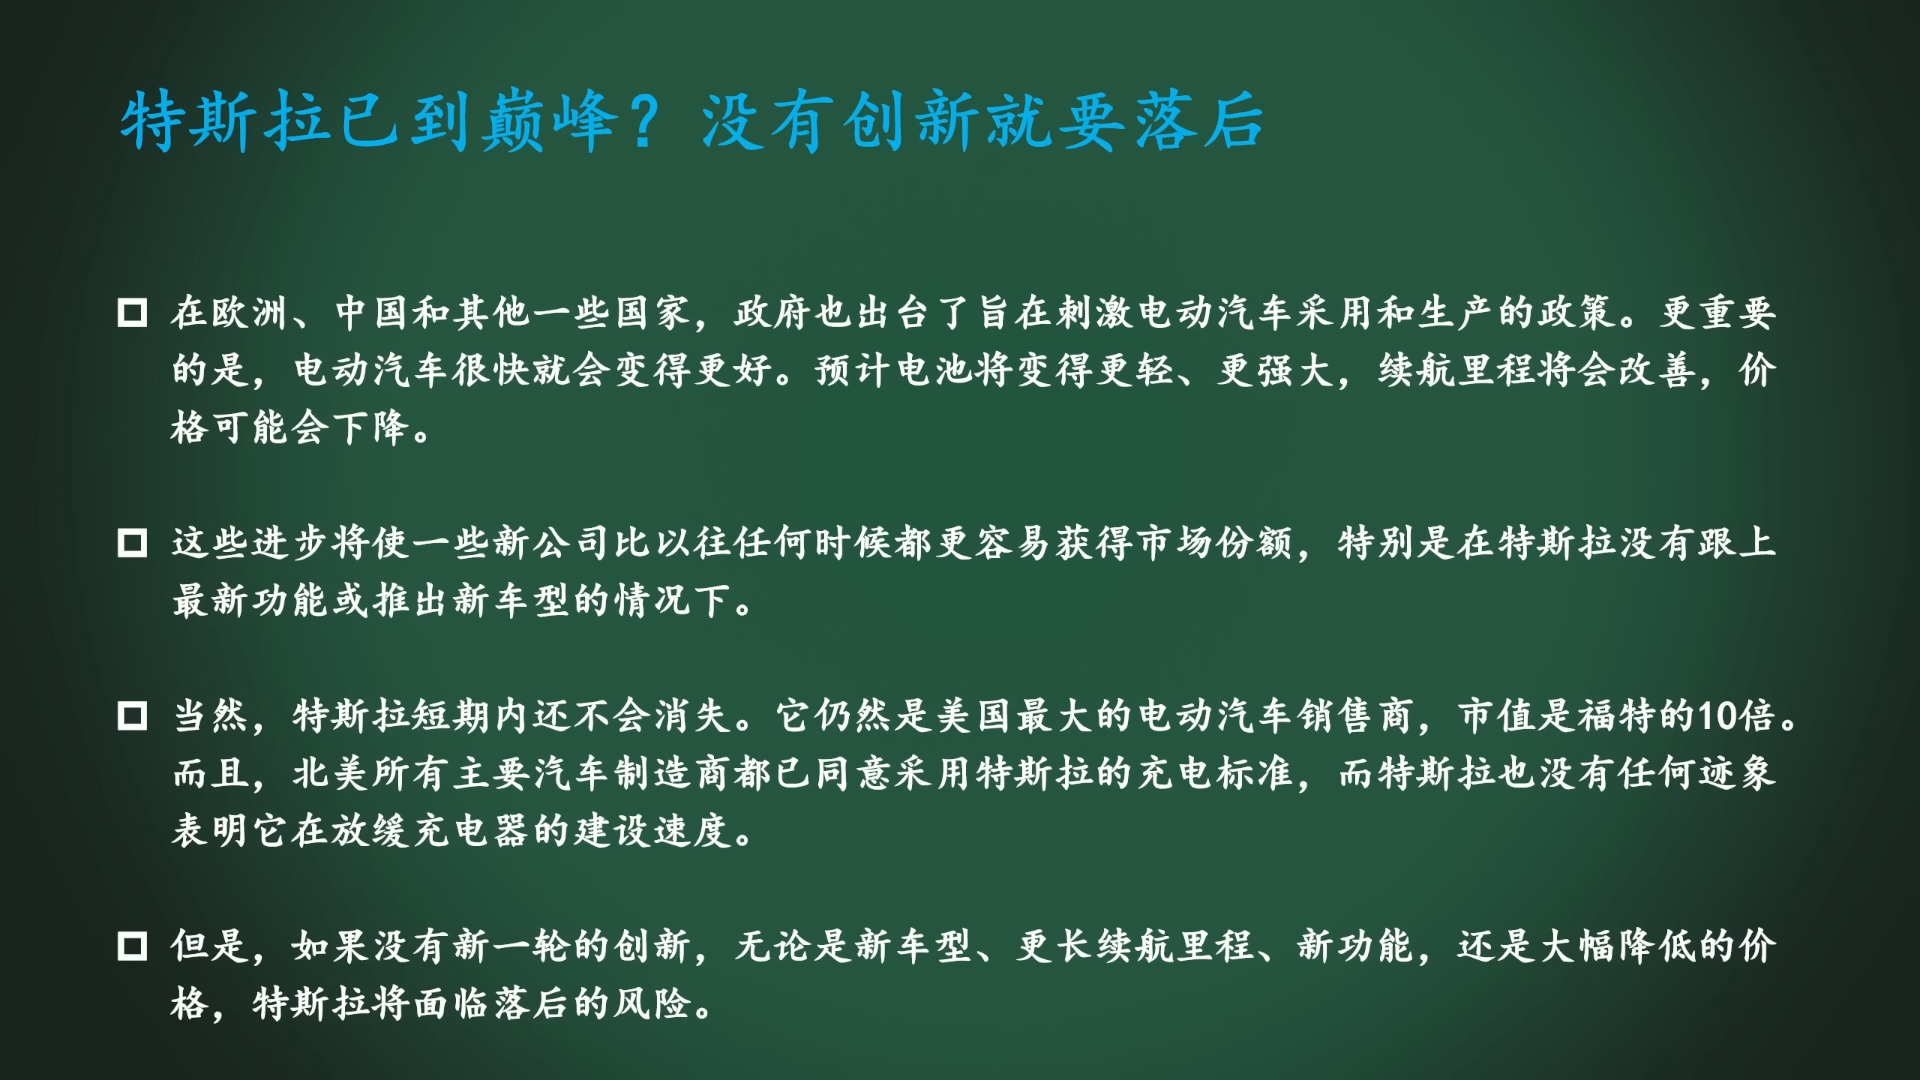 特斯拉已到巅峰？没有创新就要落后
在欧洲、中国和其他一些国家，政府也出台了旨在刺激电动汽车采用和生产的政策。更重要
的是，电动汽车很快就会变得更好。预计电池将变得更轻、更强大，续航里程将会改善，价
格可能会下降。
这些进步将使一些新公司比以往任何时候都更容易获得市场份额，特别是在特斯拉没有跟上
最新功能或推出新车型的情况下。
当然，特斯拉短期内还不会消失。它仍然是美国最大的电动汽车销售商，市值是福特的10倍。
而且，北美所有主要汽车制造商都已同意采用特斯拉的充电标准，而特斯拉也没有任何迹象
表明它在放缓充电器的建设速度。
但是，如果没有新一轮的创新，无论是新车型、更长续航里程、新功能，还是大幅降低的价
格，特斯拉将面临落后的风险。